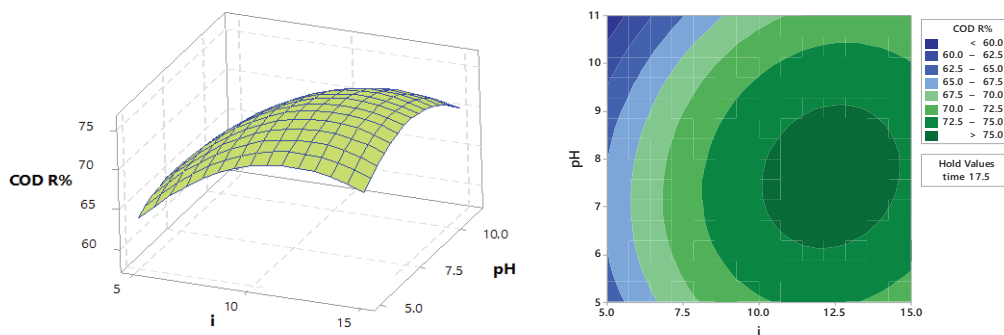 75
70
COD R%
65
60
5
10
i
15
5.0
7.5
pH
10.0
11
10
9
8
pH
7
6
5
5.0
7.5
10.0
12.5
15.0
i
COD R%
< 60.0
60.0 – 62.5
62.5 – 65.0
65.0 – 67.5
67.5 – 70.0
70.0 – 72.5
72.5 – 75.0
> 75.0
Hold Values
time 17.5